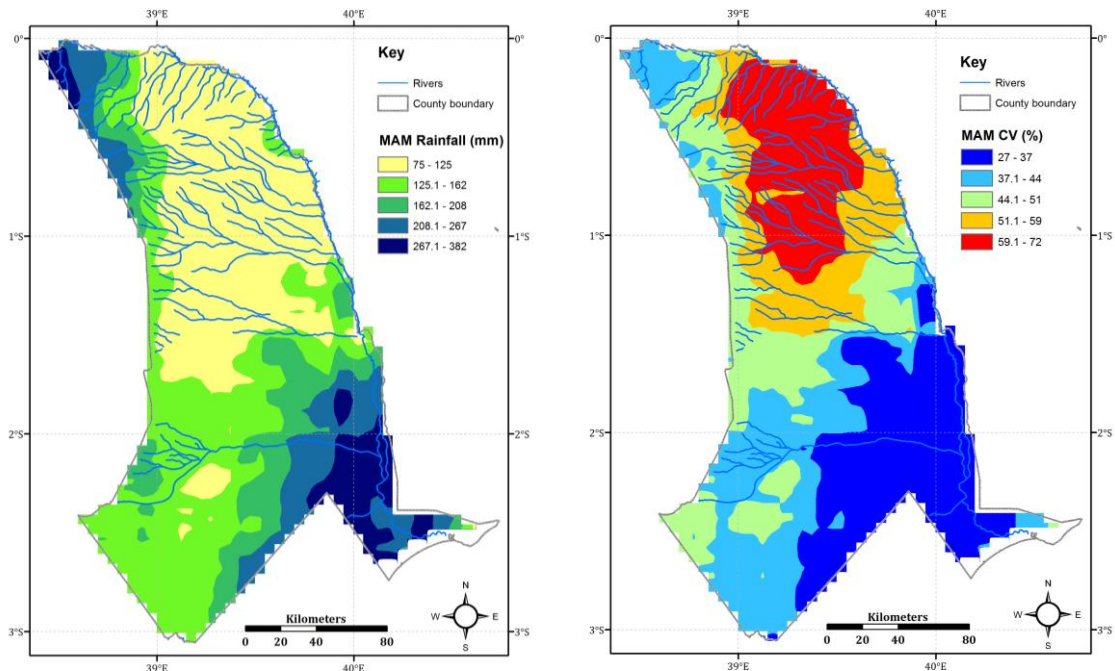 39°E
40°E
0°
0°
Key
Rivers
County boundary
MAM Rainfall (mm)
75 - 125
125.1 - 162
162.1 - 208
208.1 - 267
267.1 - 382
1°S
1°S
2°S
2°S
3°S
3°S
Kilometers
0 20 40 80
N
W E
S
39°E
40°E
39°E
40°E
0°
0°
Key
Rivers
County boundary
MAM CV (%)
27 - 37
37.1 - 44
44.1 - 51
51.1 - 59
59.1 - 72
1°S
1°S
2°S
2°S
3°S
3°S
Kilometers
0 20 40 80
N
W E
S
39°E
40°E